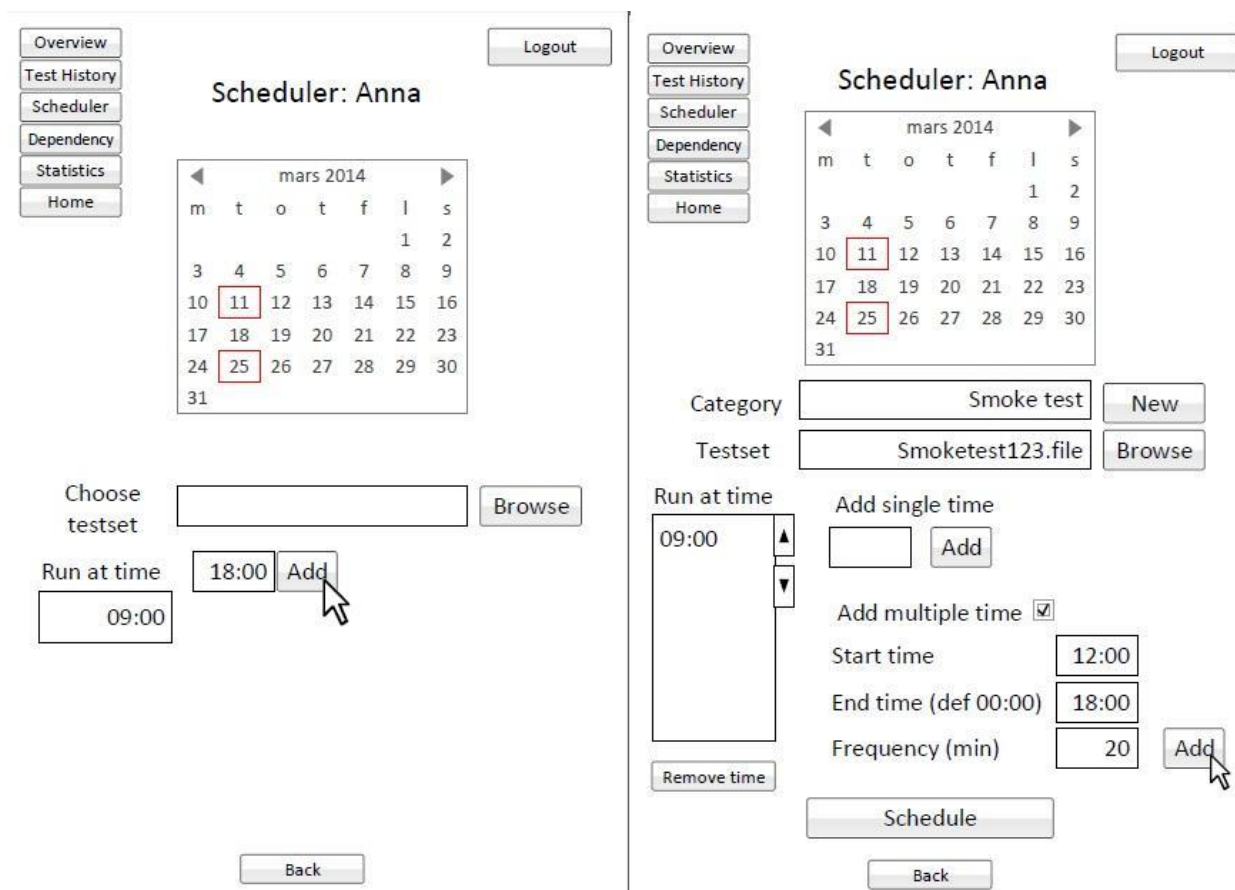 Overview
Logout
Test History
Scheduler: Anna
Scheduler
Dependency
Statistics
Home
mars 2014
m t o t f l s
1 2
3 4 5 6 7 8 9
10 11 12 13 14 15 16
17 18 19 20 21 22 23
24 25 26 27 28 29 30
31
Choose
testset
Browse
Run at time
18:00 Add
09:00
Back
Overview
Logout
Test History
Scheduler: Anna
Scheduler
Dependency
Statistics
Home
mars 2014
m t o t f l s
1 2
3 4 5 6 7 8 9
10 11 12 13 14 15 16
17 18 19 20 21 22 23
24 25 26 27 28 29 30
31
Category Smoke test New
Testset Smoketest123.file Browse
Run at time
09:00
Remove time
Add single time
Add
Add multiple time
Start time 12:00
End time (def 00:00) 18:00
Frequency (min) 20 Add
Schedule
Back